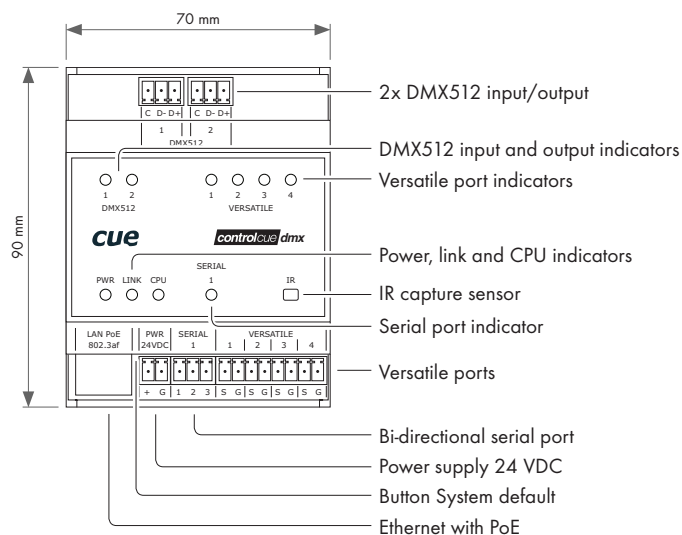 70 mm
90 mm
C D- D+ C D- D+
1 2
DMX512
2x DMX512 input/output
DMX512 input and output indicators
Versatile port indicators
1 2 1 2 3 4
DMX512 VERSATILE
cue controlcue dmx
Power, link and CPU indicators
SERIAL
PWR LINK CPU 1 IR
IR capture sensor
Serial port indicator
LAN PoE PWR SERIAL VERSATILE
802.3af 24VDC 1 1 2 3 4
Versatile ports
+ G 1 2 3 S G S G S G S G
Bi-directional serial port
Power supply 24 VDC
Button System default
Ethernet with PoE